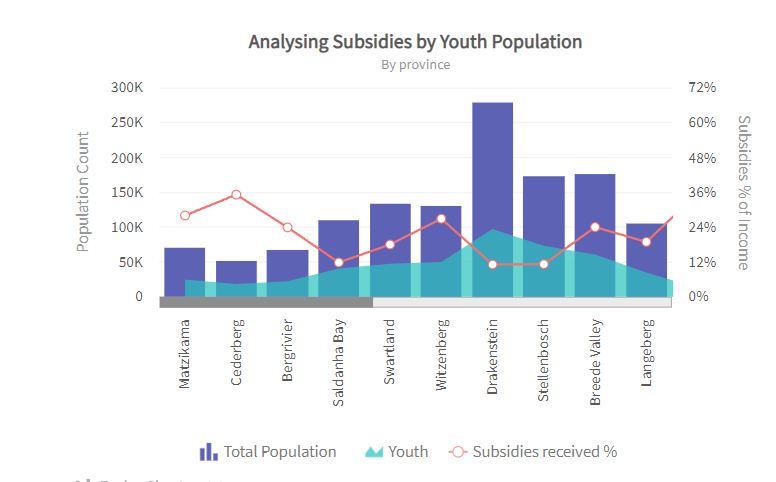 Analysing Subsidies by Youth Population
By province
300K
250K
200K
150K
100K
50K
0
Population Count
72%
60%
48%
36%
24%
12%
0%
Subsidies % of Income
Matzikama
Cederberg
Bergrivier
Saldanha Bay
Swartland
Witzenberg
Drakenstein
Stellenbosch
Breede Valley
Langeberg
Total Population
Youth
Subsidies received %